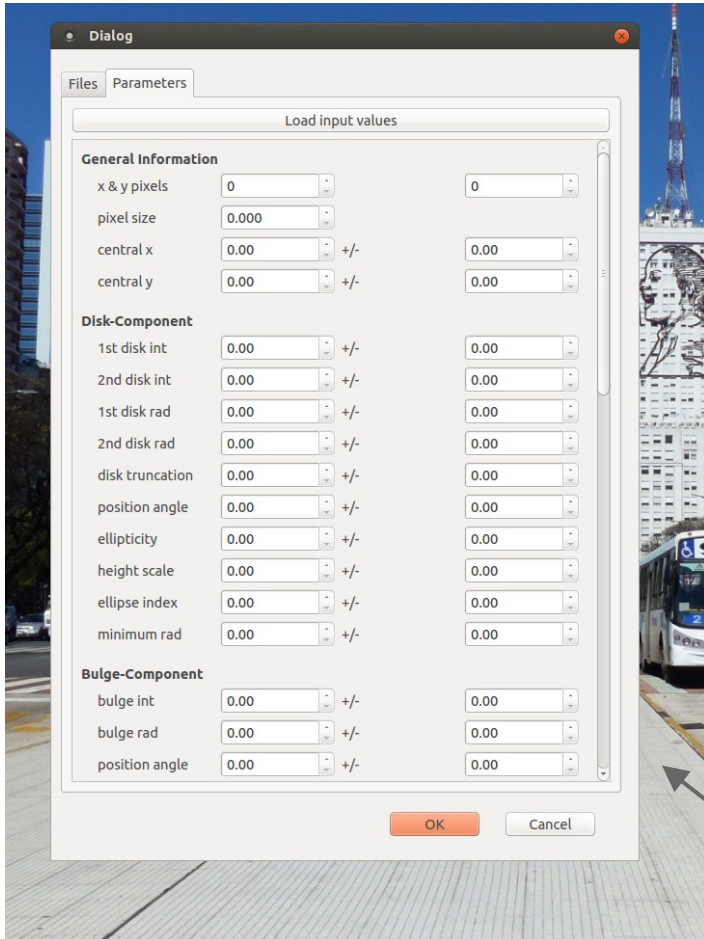 Dialog
Files Parameters
Load input values
General Information
x & y pixels 0 0
pixel size 0.000
central x 0.00 +/- 0.00
central y 0.00 +/- 0.00
Disk-Component
1st disk int 0.00 +/- 0.00
2nd disk int 0.00 +/- 0.00
1st disk rad 0.00 +/- 0.00
2nd disk rad 0.00 +/- 0.00
disk truncation 0.00 +/- 0.00
position angle 0.00 +/- 0.00
ellipticity 0.00 +/- 0.00
height scale 0.00 +/- 0.00
ellipse index 0.00 +/- 0.00
minimum rad 0.00 +/- 0.00
Bulge-Component
bulge int 0.00 +/- 0.00
bulge rad 0.00 +/- 0.00
position angle 0.00 +/- 0.00
OK Cancel
2